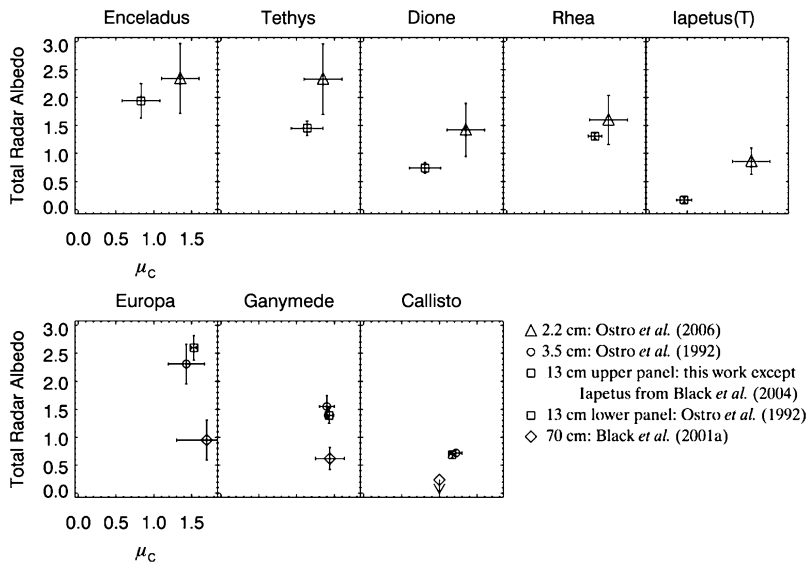 Enceladus Tethys Dione Rhea Iapetus(T)
Total Radar Albedo
3.0
2.5
2.0
1.5
1.0
0.5
0.0
0.0 0.5 1.0 1.5
μC
Europa Ganymede Callisto
Total Radar Albedo
3.0
2.5
2.0
1.5
1.0
0.5
0.0
0.0 0.5 1.0 1.5
μC
2.2 cm: Ostro et al. (2006)
3.5 cm: Ostro et al. (1992)
13 cm upper panel: this work except
Iapetus from Black et al. (2004)
13 cm lower panel: Ostro et al. (1992)
70 cm: Black et al. (2001a)